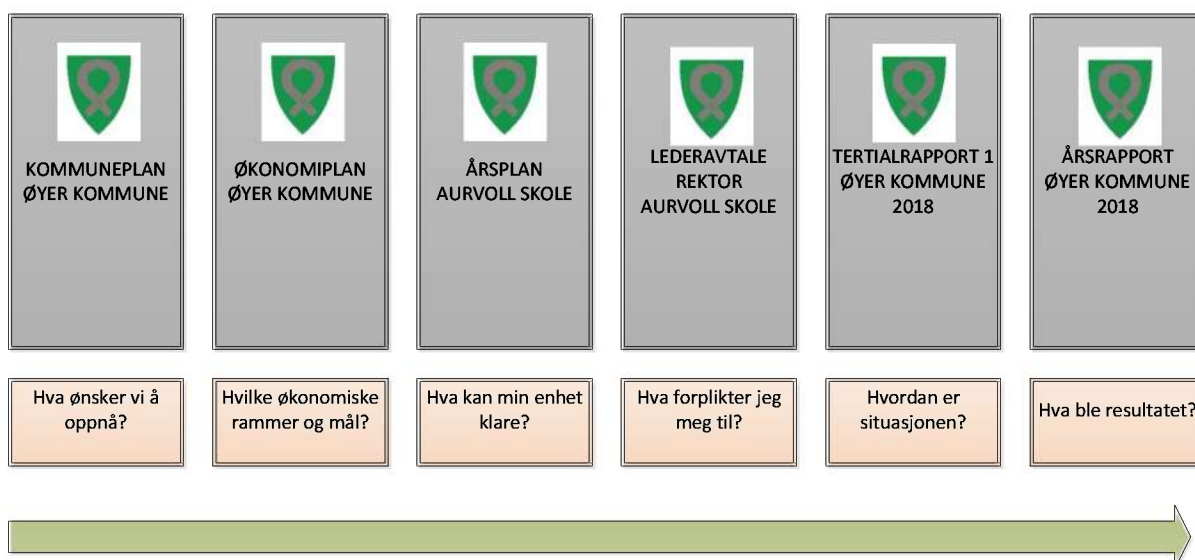 KOMMUNEPLAN
ØYER KOMMUNE
ØKONOMIPLAN
ØYER KOMMUNE
ÅRSPLAN
AURVOLL SKOLE
LEDERAVTALE
REKTOR
AURVOLL SKOLE
TERTIALRAPPORT 1
ØYER KOMMUNE
2018
ÅRSRAPPORT
ØYER KOMMUNE
2018
Hva ønsker vi å
oppnå?
Hvilke økonomiske
rammer og mål?
Hva kan min enhet
klare?
Hva forplikter jeg
meg til?
Hvordan er
situasjonen?
Hva ble resultatet?